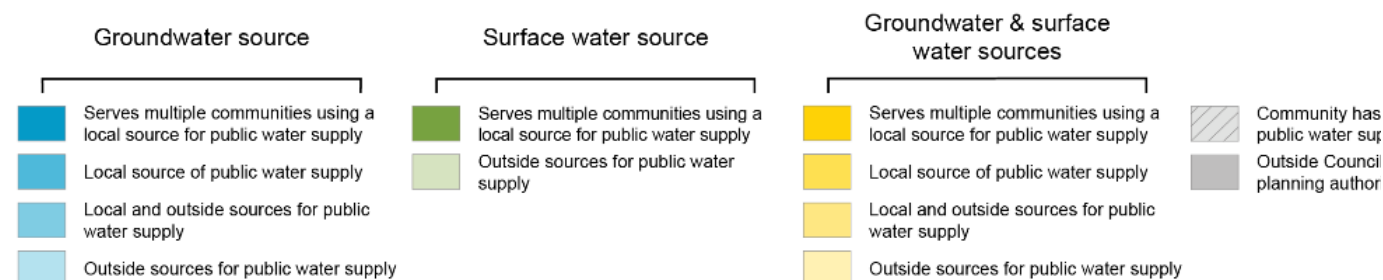 Groundwater source
Serves multiple communities using a
local source for public water supply
Local source of public water supply
Local and outside sources for public
water supply
Outside sources for public water supply
Surface water source
Serves multiple communities using a
local source for public water supply
Outside sources for public water
supply
Groundwater & surface
water sources
Serves multiple communities using a
local source for public water supply
Local source of public water supply
Local and outside sources for public
water supply
Outside sources for public water supply
Community has
public water
Outside
planning